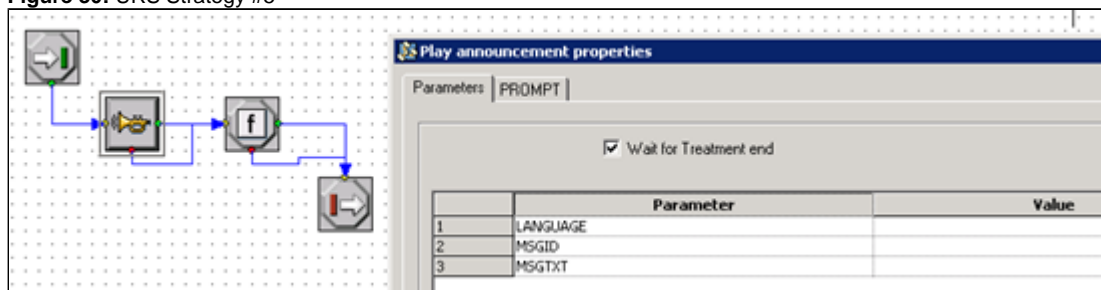 Play announcement properties
Parameters
PROMPT
f
Wait for Treatment end
Parameter
Value
1
LANGUAGE
2
MSGID
3
MSGTXT